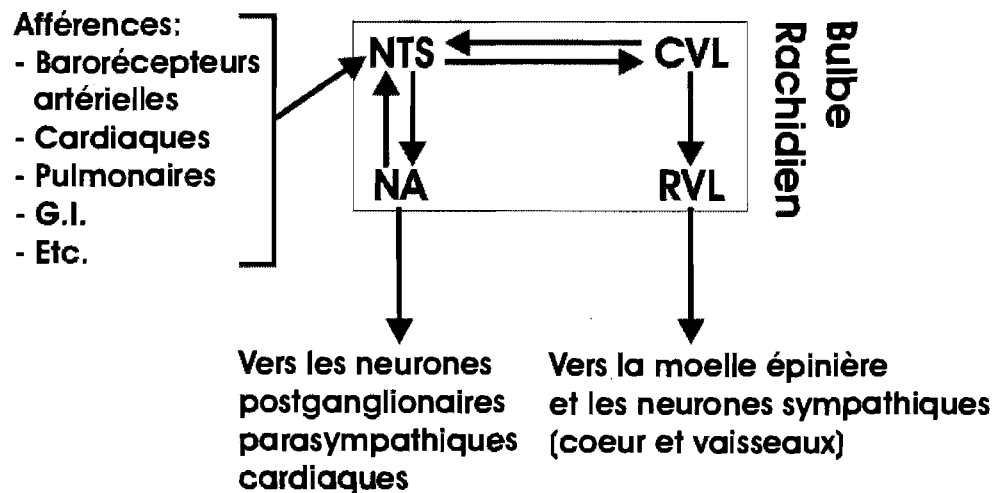 Afférences:
- Barorécepteurs
artérielles
- Cardiaques
- Pulmonaires
- G.I.
- Etc.
NTS
CVL
NA
RVL
Bulbe
Rachidien
Vers les neurones
postganglionaires
parasympathiques
cardiaques
Vers la moelle épinière
et les neurones sympathiques
(coeur et vaisseaux)